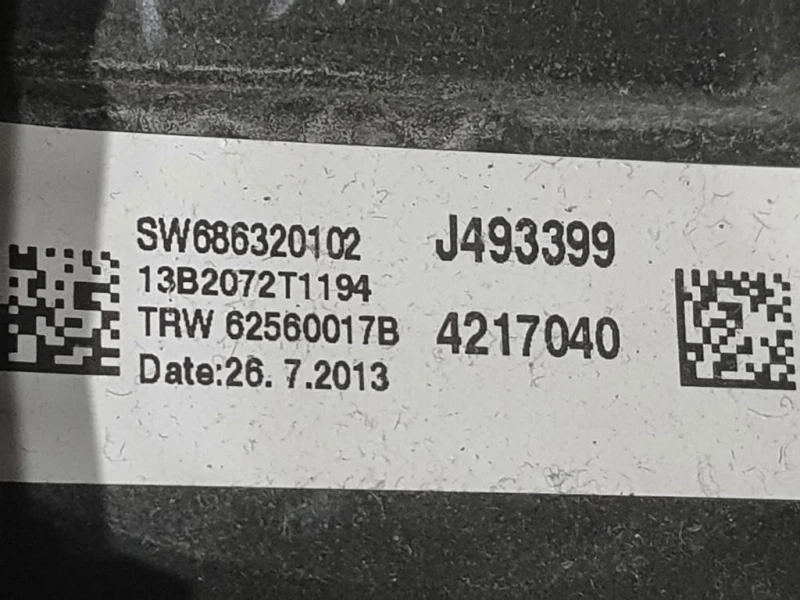 SW686320102
13B2072T1194
TRW 62560017B
Date:26. 7.2013
J493399
4217040